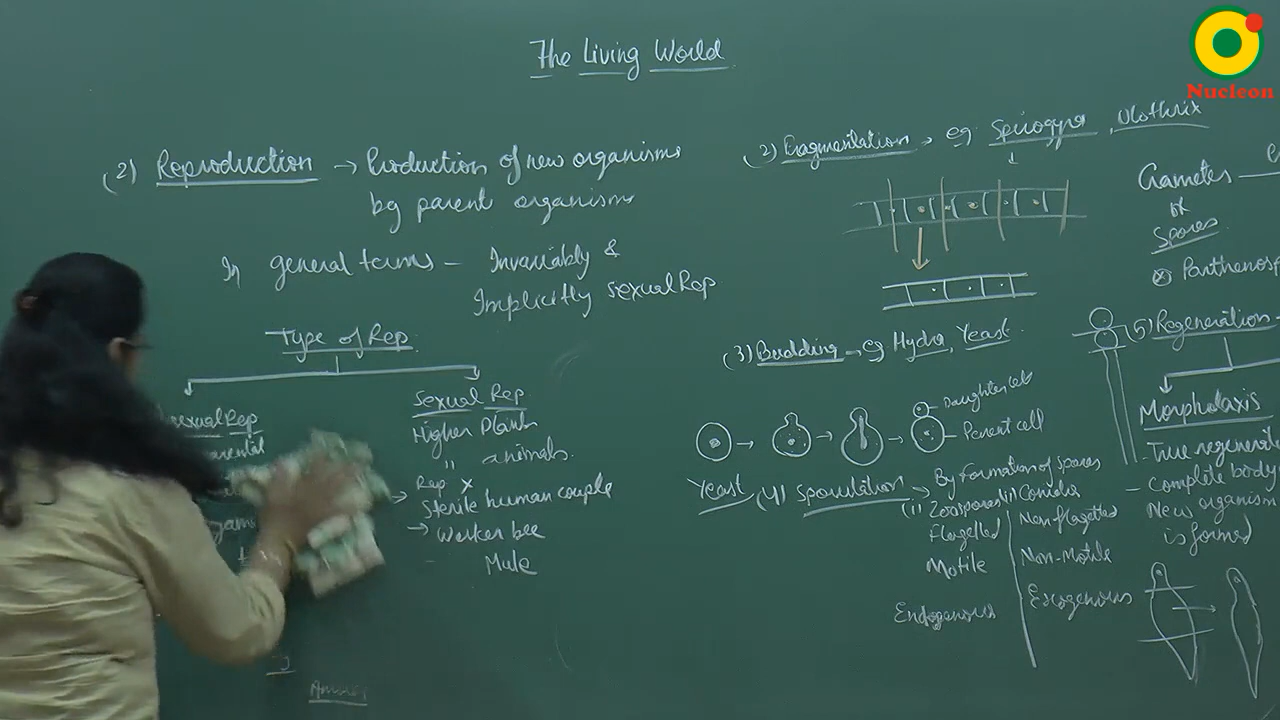 The Living World
(2) Reproduction → Production of new organisms
by parent organisms
In general terms – Invariably &
Implicitly sexual Rep
Type of Rep.
sexual Rep
Sexual Rep
Higher Plants
" animals.
Rep X
→ Sterile human couple
→ Worker bee
Mule
(2) Fragmentation → eg: Spirogyra, Ulothrix
(3) Budding → eg Hydra, Yeast.
Daughter cell
Parent cell
Yeast
(4) Sporulation → By Formation of spores
(i) Zoospores
(ii) Conidia
Flagelled
Non flagelled
Motile
Non-Motile
Endogenous
Exogenous
Gametes
Spores
Parthenosp
(5) Regeneration
Morphalaxis
- True regenerati
- Complete body
New organism
is formed
Nucleon